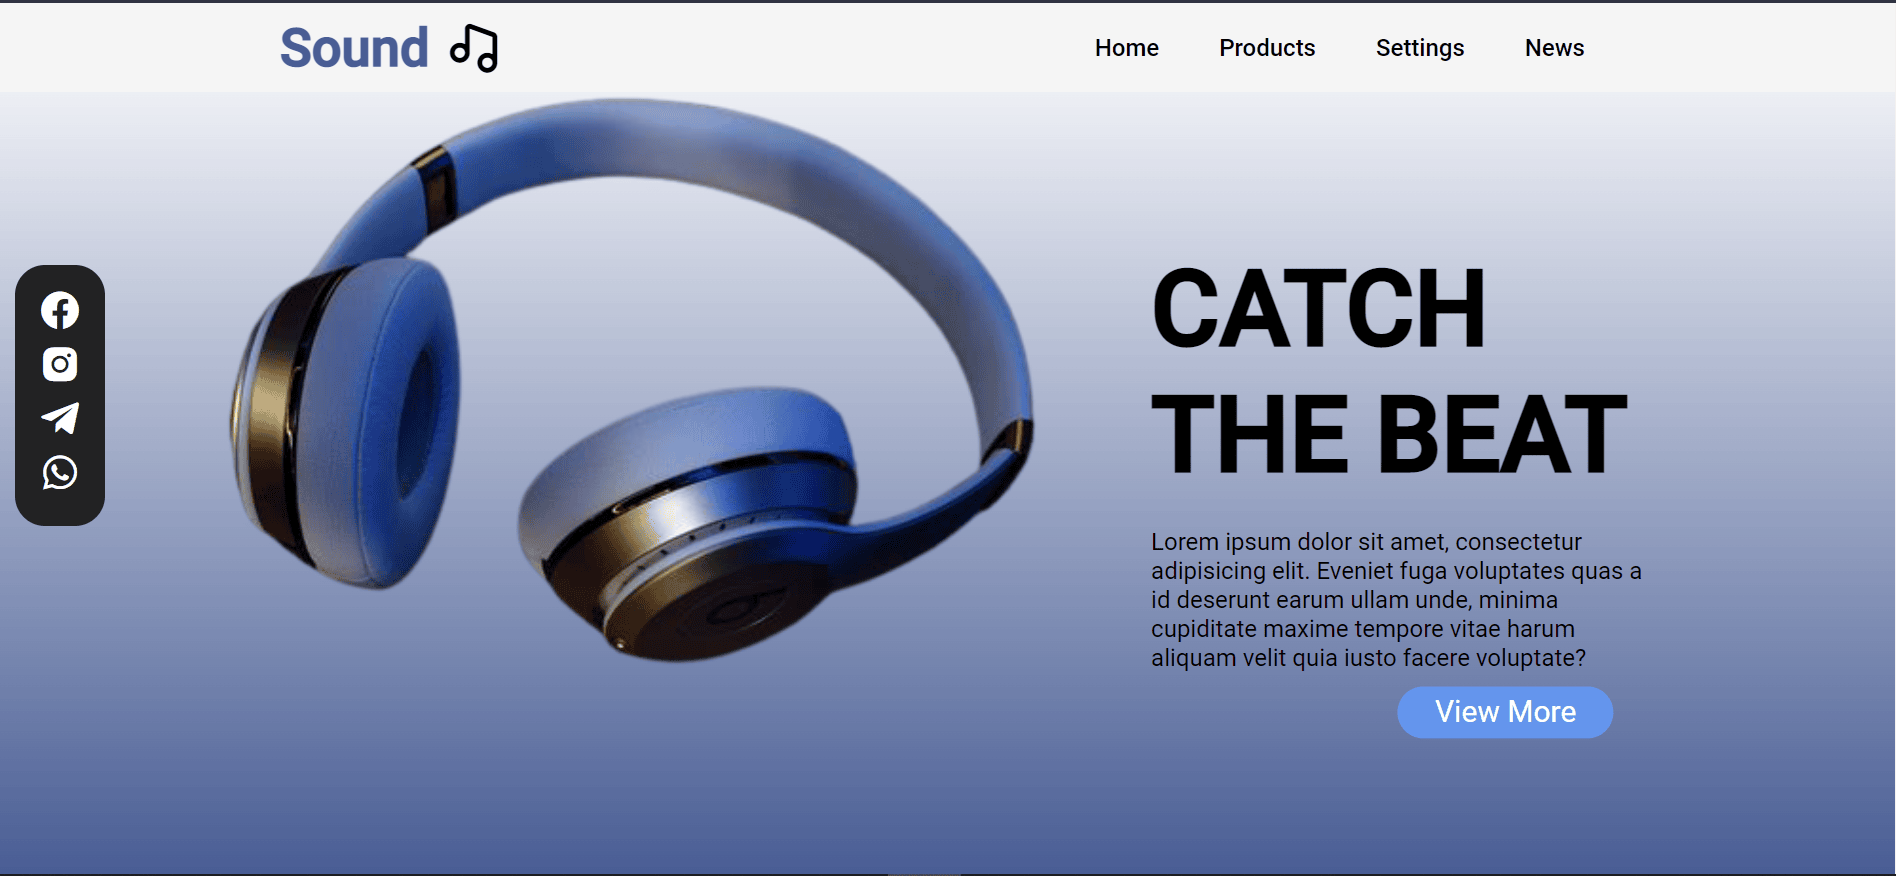 Sound
Home Products Settings News
CATCH
THE BEAT
Lorem ipsum dolor sit amet, consectetur
adipisicing elit. Eveniet fuga voluptates quas a
id deserunt earum ullam unde, minima
cupiditate maxime tempore vitae harum
aliquam velit quia iusto facere voluptate?
View More